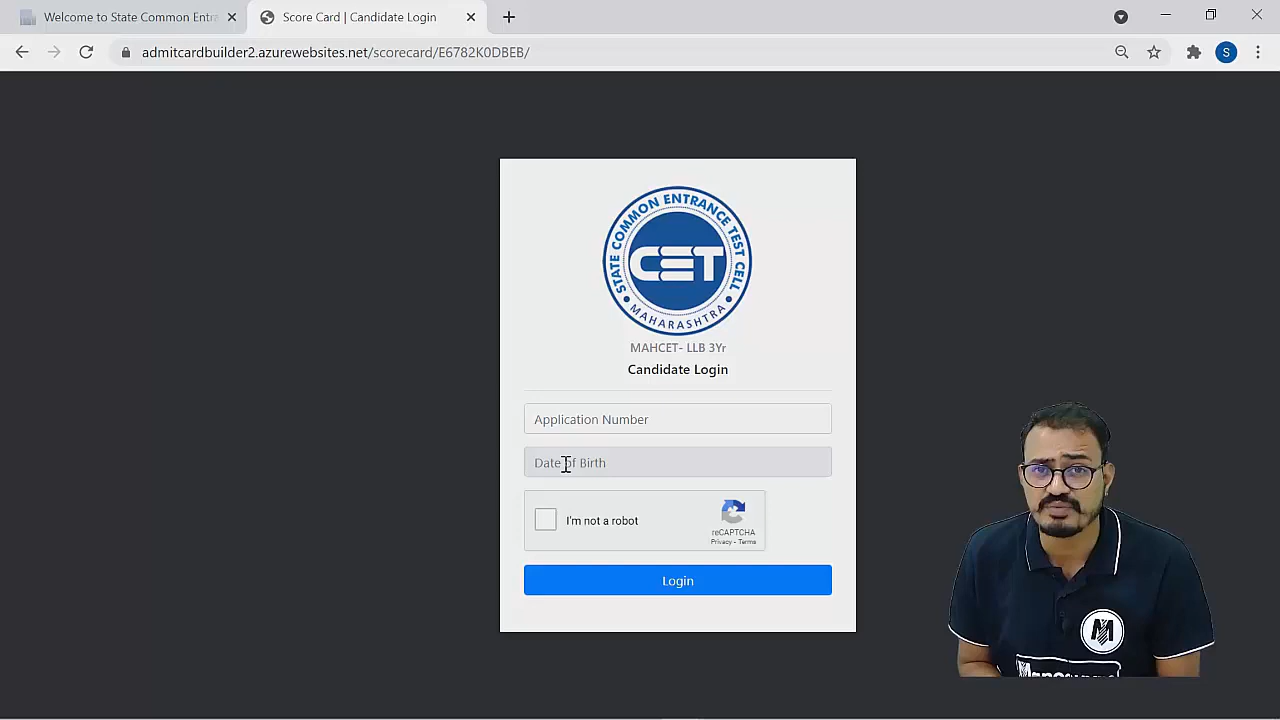 Welcome to State Common Entra
Score Card | Candidate Login
admitcardbuilder2.azurewebsites.net/scorecard/E6782K0DBEB/
S
STATE COMMON ENTRANCE TEST CELL
CET
MAHARASHTRA
MAHCET- LLB 3Yr
Candidate Login
Application Number
Date of Birth
I'm not a robot
reCAPTCHA
Privacy - Terms
Login
M